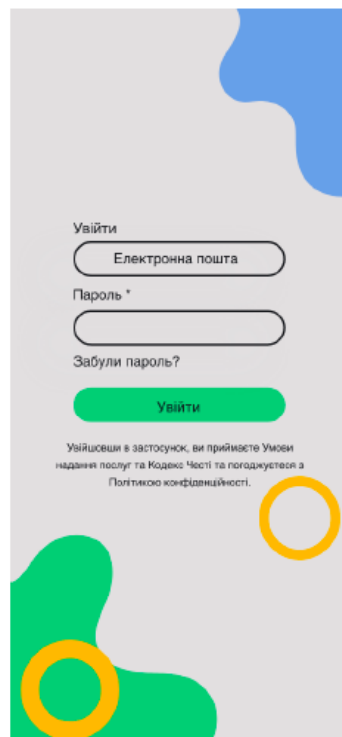 Увійти
Електронна пошта
Пароль *
Забули пароль?
Увійти
Увійшовши в застосунок, ви приймаєте Умови
надання послуг та Кодекс Честі та погоджуєтеся з
Політикою конфіденційності.